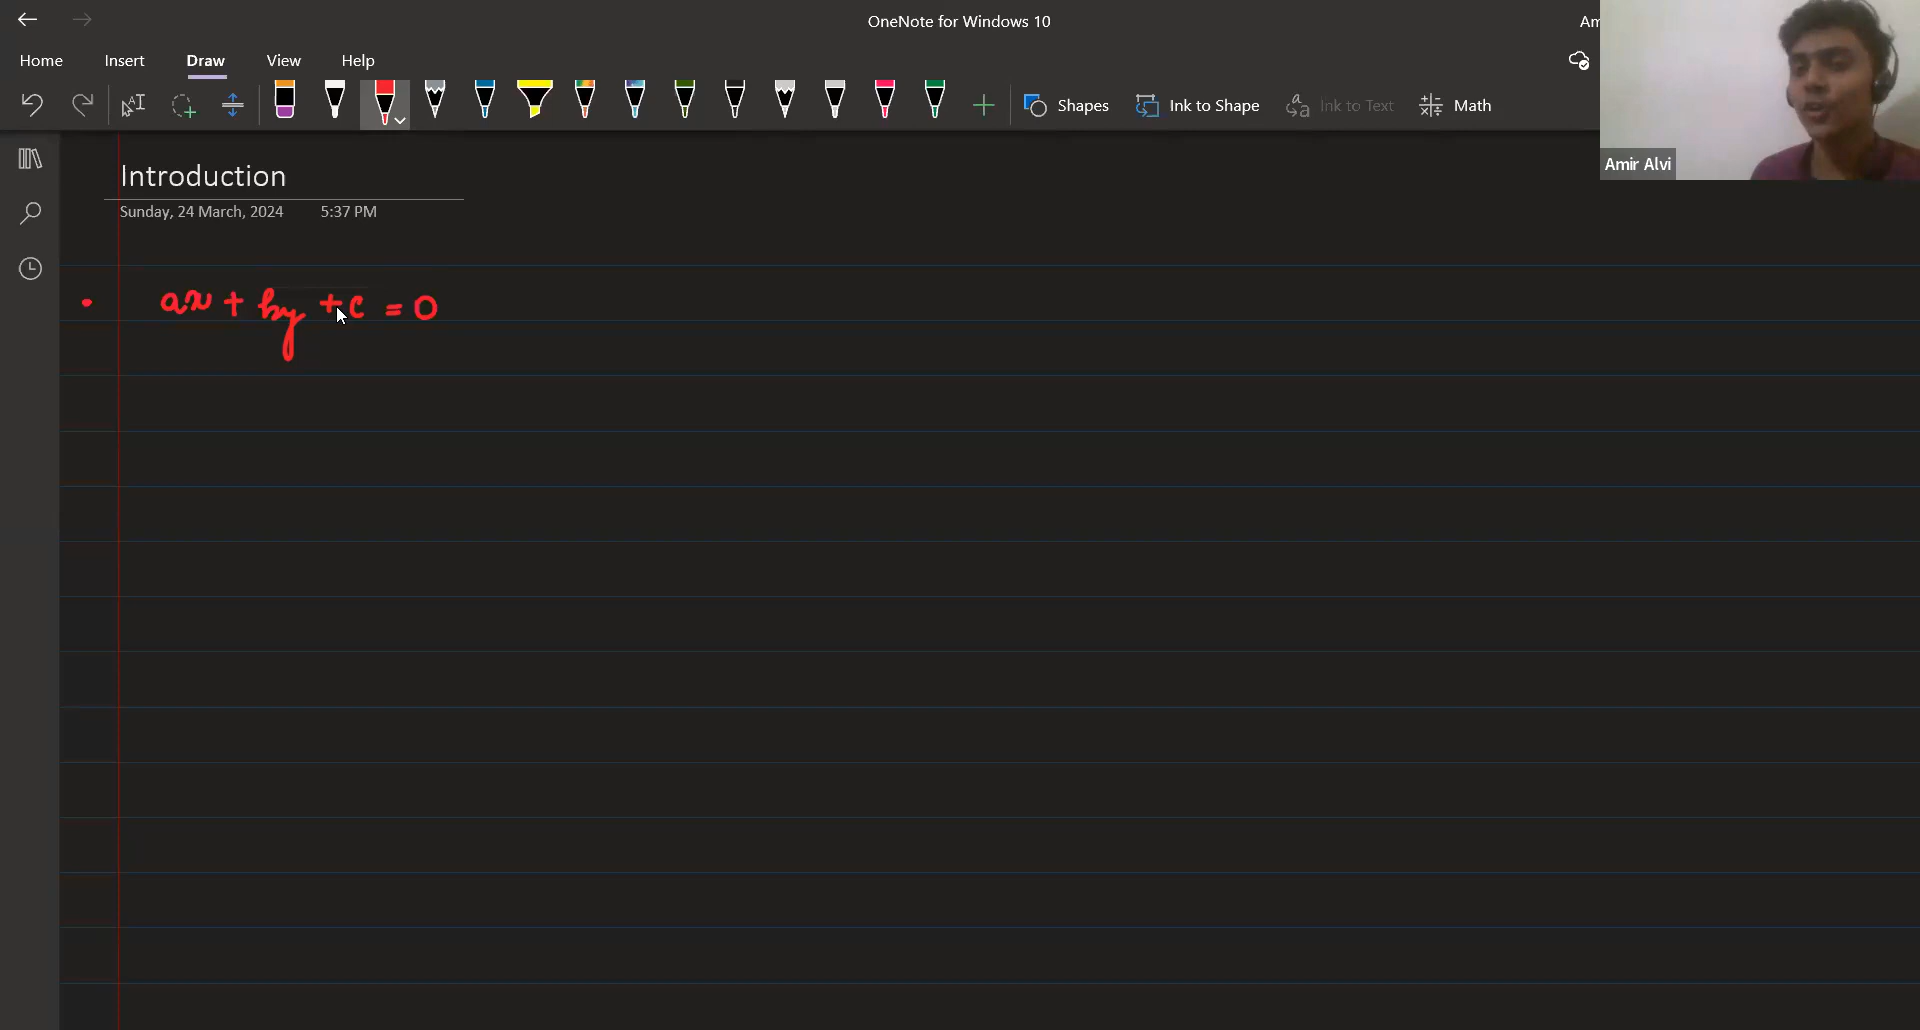 OneNote for Windows 10
Am
Home Insert Draw View Help
Shapes Ink to Shape Ink to Text Math
Amir Alvi
Introduction
Sunday, 24 March, 2024 5:37 PM
• ax + by + c = 0